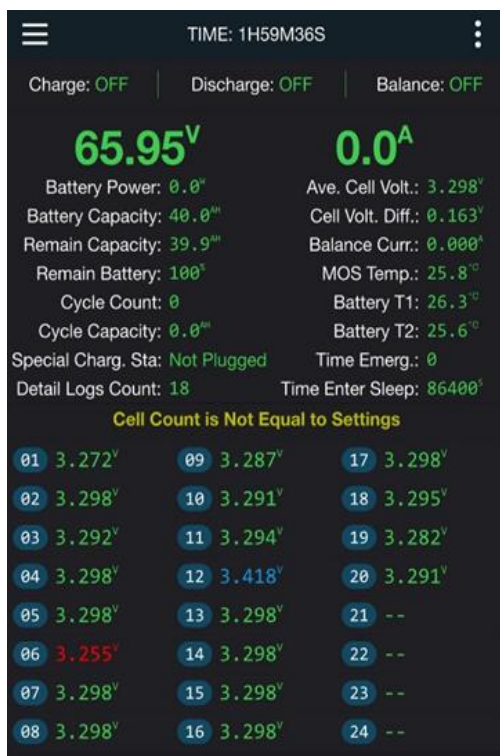 TIME: 1H59M36S
Charge: OFF Discharge: OFF Balance: OFF
65.95V 0.0A
Battery Power: 0.0W Ave. Cell Volt.: 3.298V
Battery Capacity: 40.0AH Cell Volt. Diff.: 0.163V
Remain Capacity: 39.9AH Balance Curr.: 0.000A
Remain Battery: 100% MOS Temp.: 25.8°C
Cycle Count: 0 Battery T1: 26.3°C
Cycle Capacity: 0.0AH Battery T2: 25.6°C
Special Charg. Sta: Not Plugged Time Emerg.: 0
Detail Logs Count: 18 Time Enter Sleep: 86400S
Cell Count is Not Equal to Settings
01 3.272V 09 3.287V 17 3.298V
02 3.298V 10 3.291V 18 3.295V
03 3.292V 11 3.294V 19 3.282V
04 3.298V 12 3.418V 20 3.291V
05 3.298V 13 3.298V 21 --
06 3.255V 14 3.298V 22 --
07 3.298V 15 3.298V 23 --
08 3.298V 16 3.298V 24 --